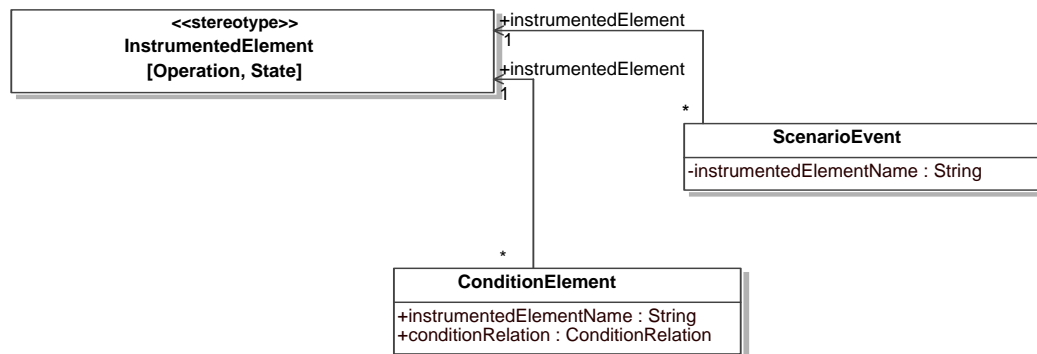 <<stereotype>>
InstrumentedElement
[Operation, State]
+instrumentedElement
1
+instrumentedElement
1
*
ScenarioEvent
-instrumentedElementName : String
*
ConditionElement
+instrumentedElementName : String
+conditionRelation : ConditionRelation